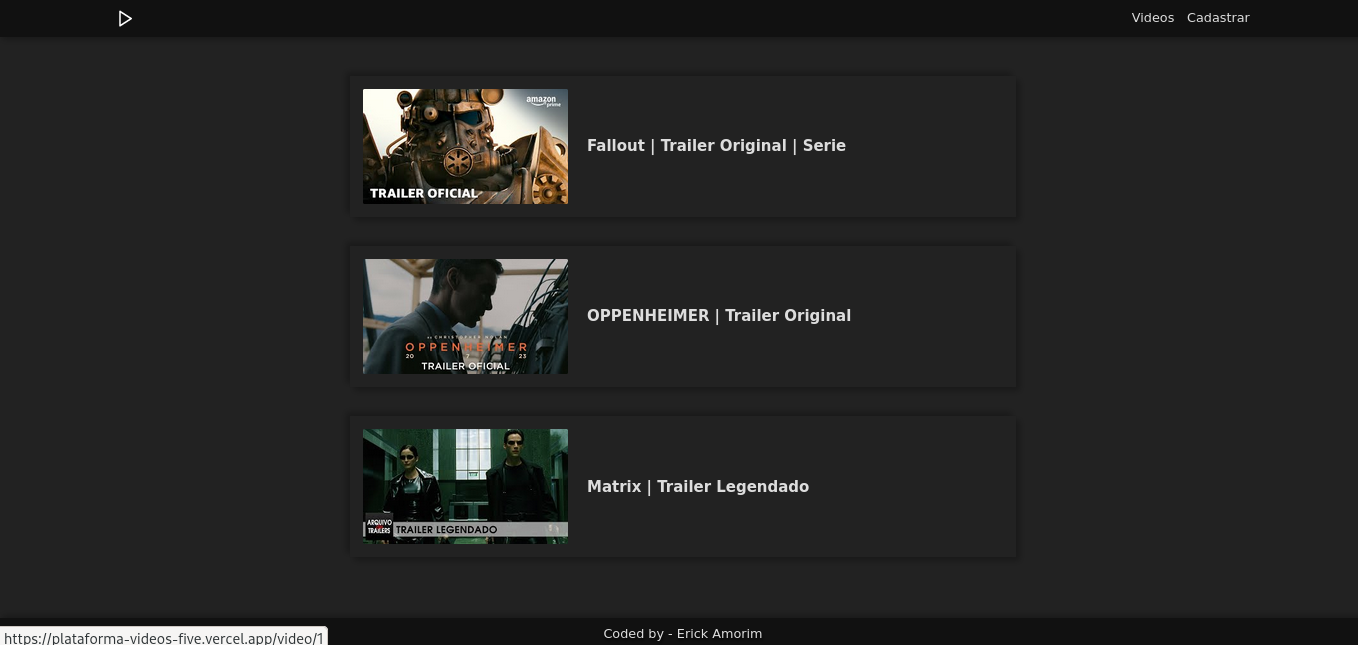 Videos Cadastrar
amazon
prime
TRAILER OFICIAL
Fallout | Trailer Original | Serie
OPPENHEIMER
20 7 23
TRAILER OFICIAL
OPPENHEIMER | Trailer Original
ARQUIVO
TRAILERS
TRAILER LEGENDADO
Matrix | Trailer Legendado
Coded by - Erick Amorim
https://plataforma-videos-five.vercel.app/video/1